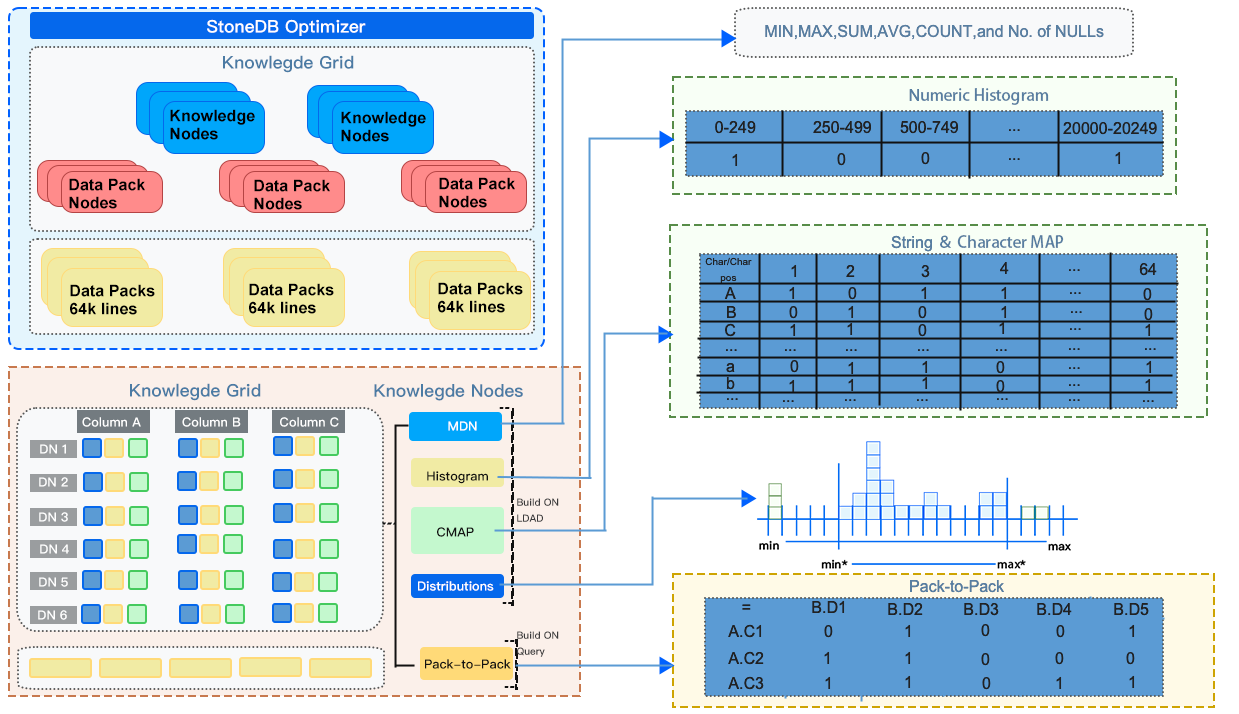 StoneDB Optimizer
Knowlegde Grid
Knowledge
Nodes
Knowledge
Nodes
Data Pack
Nodes
Data Pack
Nodes
Data Pack
Nodes
Data Packs
64k lines
Data Packs
64k lines
Data Packs
64k lines
MIN,MAX,SUM,AVG,COUNT,and No. of NULLs
Numeric Histogram
0-249 250-499 500-749 ... 20000-20249
1 0 0 ... 1
String & Character MAP
Char/Char
pos
1 2 3 4 ... 64
A 1 0 1 1 ... 0
B 0 1 0 1 ... 0
C 1 1 0 1 ... 1
... ... ... ... ... ... ...
a 0 1 1 0 ... 1
b 1 1 1 0 ... 1
... ... ... ... ... ... ...
Knowlegde Grid
Column A Column B Column C
DN 1
DN 2
DN 3
DN 4
DN 5
DN 6
Knowlegde Nodes
MDN
Histogram
CMAP
Distributions
Build ON
LDAD
Pack-to-Pack
Build ON
Query
min max
min* max*
Pack-to-Pack
= B.D1 B.D2 B.D3 B.D4 B.D5
A.C1 0 1 0 0 1
A.C2 1 1 0 0 0
A.C3 1 1 0 1 1